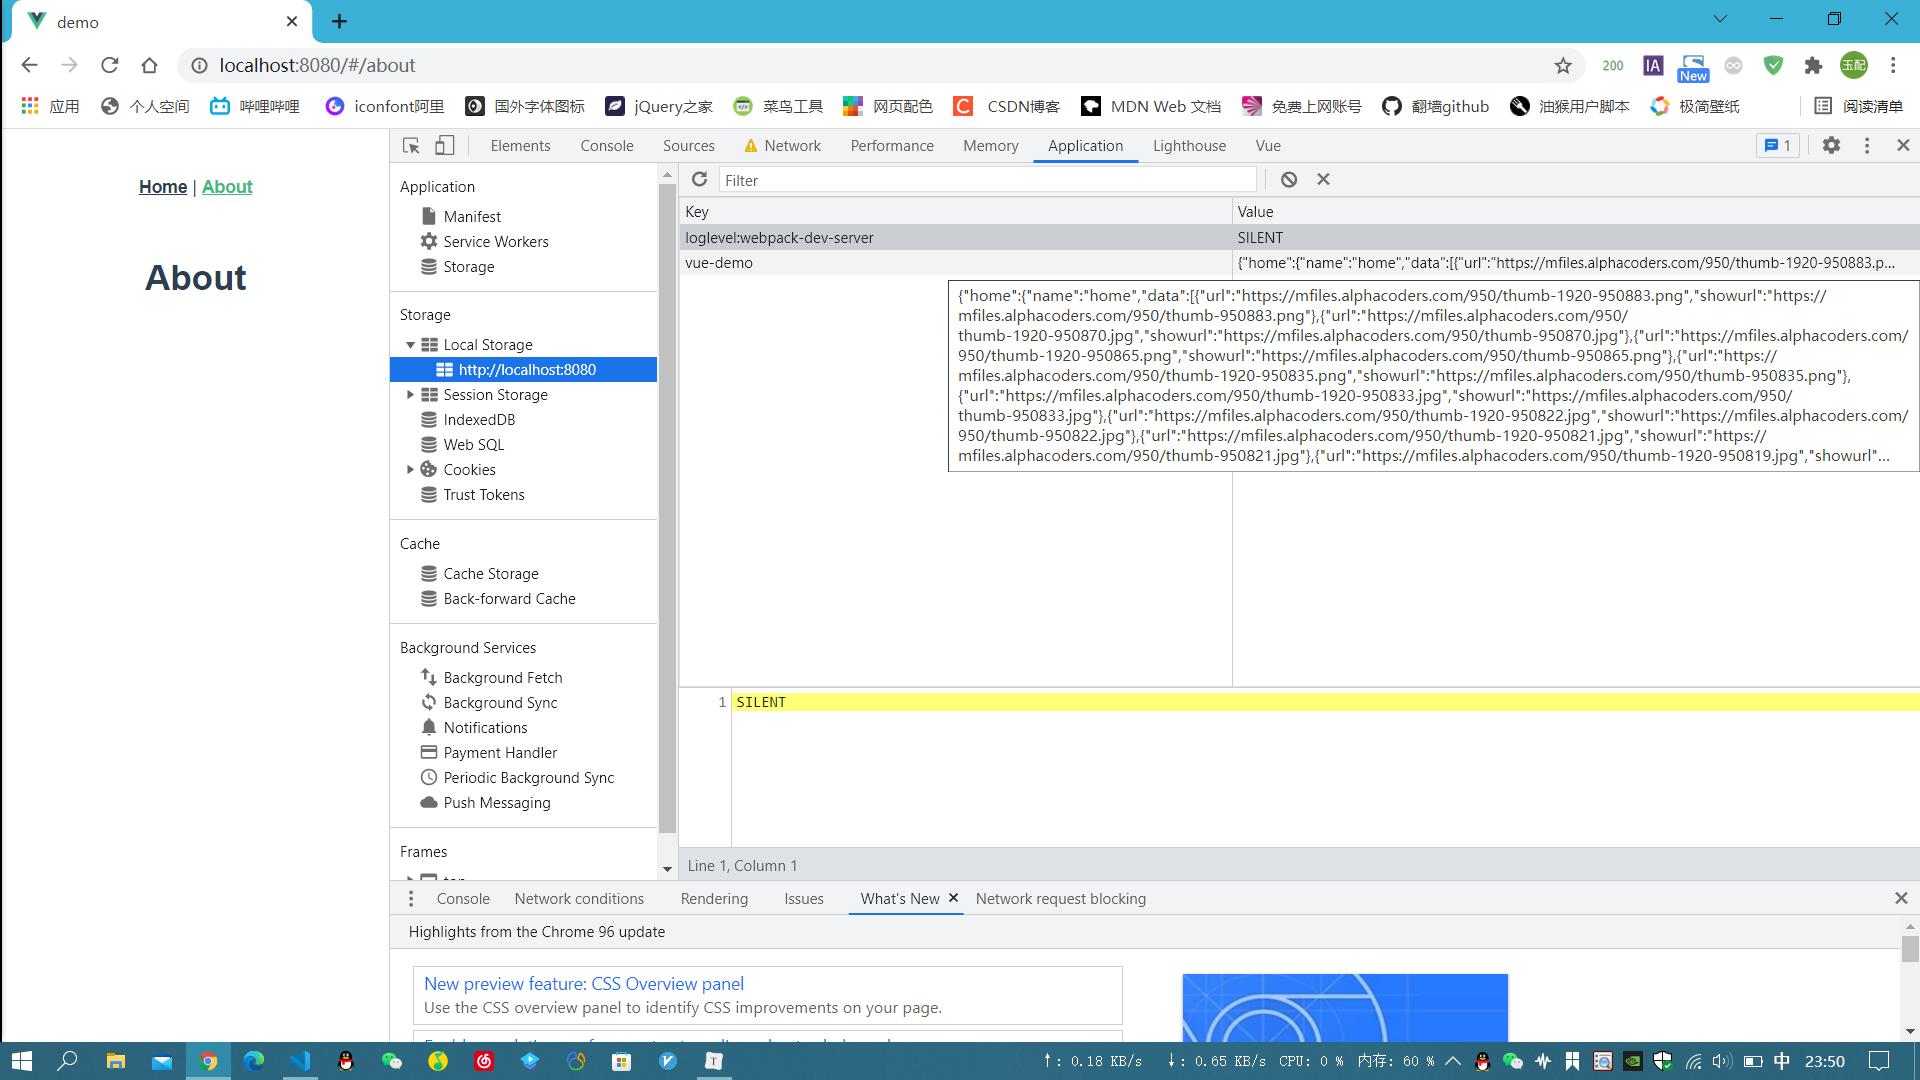 demo
localhost:8080/#/about
200
IA
New
玉配
应用
个人空间
哔哩哔哩
iconfont阿里
国外字体图标
jQuery之家
菜鸟工具
网页配色
CSDN博客
MDN Web 文档
免费上网账号
翻墙github
油猴用户脚本
极简壁纸
阅读清单
Home | About
About
Elements
Console
Sources
Network
Performance
Memory
Application
Lighthouse
Vue
1
Application
Manifest
Service Workers
Storage
Storage
Local Storage
http://localhost:8080
Session Storage
IndexedDB
Web SQL
Cookies
Trust Tokens
Cache
Cache Storage
Back-forward Cache
Background Services
Background Fetch
Background Sync
Notifications
Payment Handler
Periodic Background Sync
Push Messaging
Frames
Filter
Key
Value
loglevel:webpack-dev-server
SILENT
vue-demo
{"home":{"name":"home","data":[{"url":"https://mfiles.alphacoders.com/950/thumb-1920-950883.p...
{"home":{"name":"home","data":[{"url":"https://mfiles.alphacoders.com/950/thumb-1920-950883.png","showurl":"https://
mfiles.alphacoders.com/950/thumb-950883.png"},{"url":"https://mfiles.alphacoders.com/950/
thumb-1920-950870.jpg","showurl":"https://mfiles.alphacoders.com/950/thumb-950870.jpg"},{"url":"https://mfiles.alphacoders.com/
950/thumb-1920-950865.png","showurl":"https://mfiles.alphacoders.com/950/thumb-950865.png"},{"url":"https://
mfiles.alphacoders.com/950/thumb-1920-950835.png","showurl":"https://mfiles.alphacoders.com/950/thumb-950835.png"},
{"url":"https://mfiles.alphacoders.com/950/thumb-1920-950833.jpg","showurl":"https://mfiles.alphacoders.com/950/
thumb-950833.jpg"},{"url":"https://mfiles.alphacoders.com/950/thumb-1920-950822.jpg","showurl":"https://mfiles.alphacoders.com/
950/thumb-950822.jpg"},{"url":"https://mfiles.alphacoders.com/950/thumb-1920-950821.jpg","showurl":"https://
mfiles.alphacoders.com/950/thumb-950821.jpg"},{"url":"https://mfiles.alphacoders.com/950/thumb-1920-950819.jpg","showurl"...
1
SILENT
Line 1, Column 1
Console
Network conditions
Rendering
Issues
What's New
Network request blocking
Highlights from the Chrome 96 update
New preview feature: CSS Overview panel
Use the CSS overview panel to identify CSS improvements on your page.
↑: 0.18 KB/s
↓: 0.65 KB/s
CPU: 0 %
内存: 60 %
中
23:50